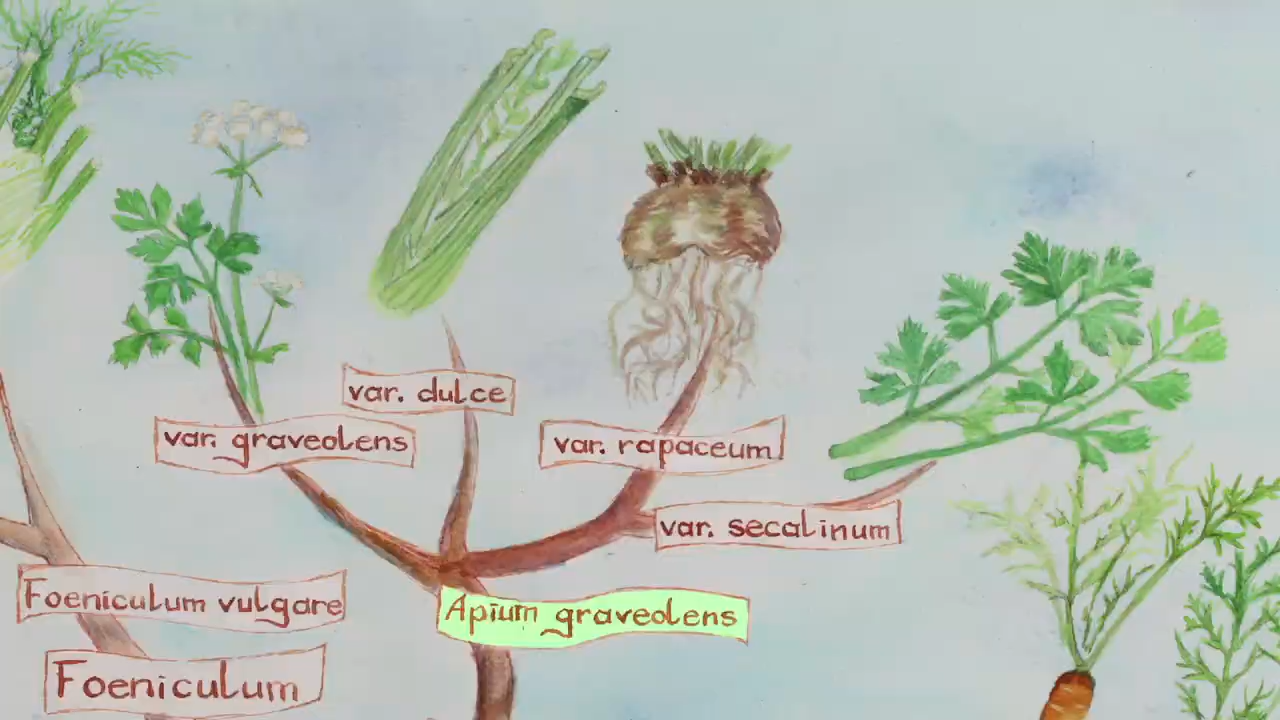 var. dulce
var. graveolens
var. rapaceum
var. secalinum
Foeniculum vulgare
Apium graveolens
Foeniculum